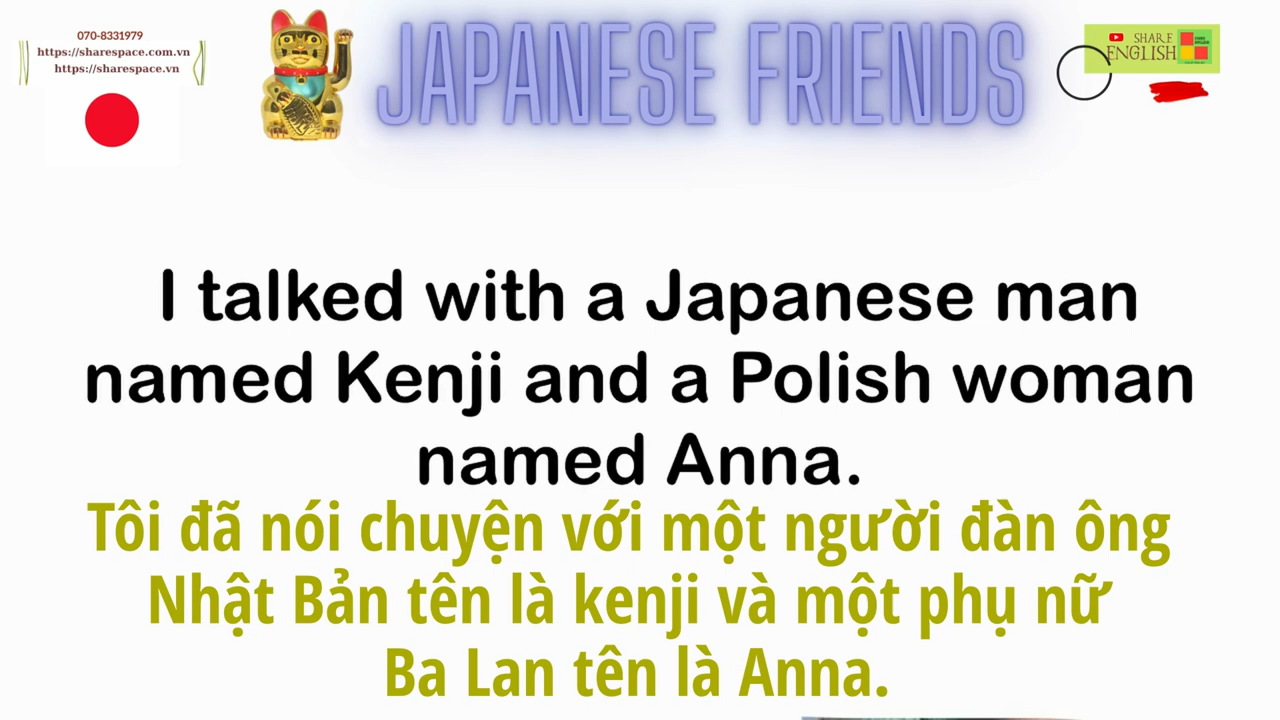 070-8331979
https://sharespace.com.vn
https://sharespace.vn
JAPANESE FRIENDS
SHARE
ENGLISH
I talked with a Japanese man
named Kenji and a Polish woman
named Anna.
Tôi đã nói chuyện với một người đàn ông
Nhật Bản tên là kenji và một phụ nữ
Ba Lan tên là Anna.